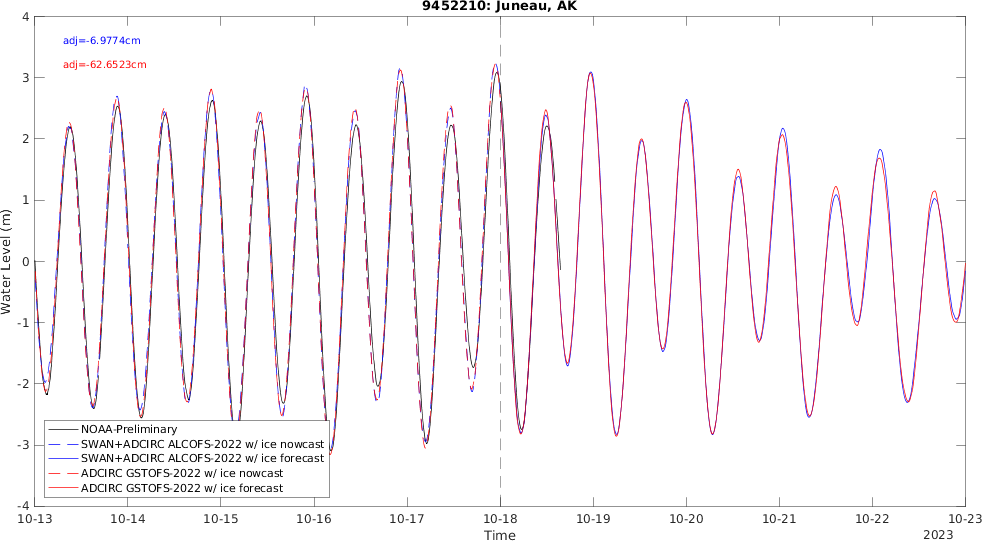 9452210: Juneau, AK
adj=-6.9774cm
adj=-62.6523cm
4
3
2
1
0
-1
-2
-3
-4
Water Level (m)
NOAA-Preliminary
SWAN+ADCIRC ALCOFS-2022 w/ ice nowcast
SWAN+ADCIRC ALCOFS-2022 w/ ice forecast
ADCIRC GSTOFS-2022 w/ ice nowcast
ADCIRC GSTOFS-2022 w/ ice forecast
10-13 10-14 10-15 10-16 10-17 10-18 10-19 10-20 10-21 10-22 10-23
Time
2023